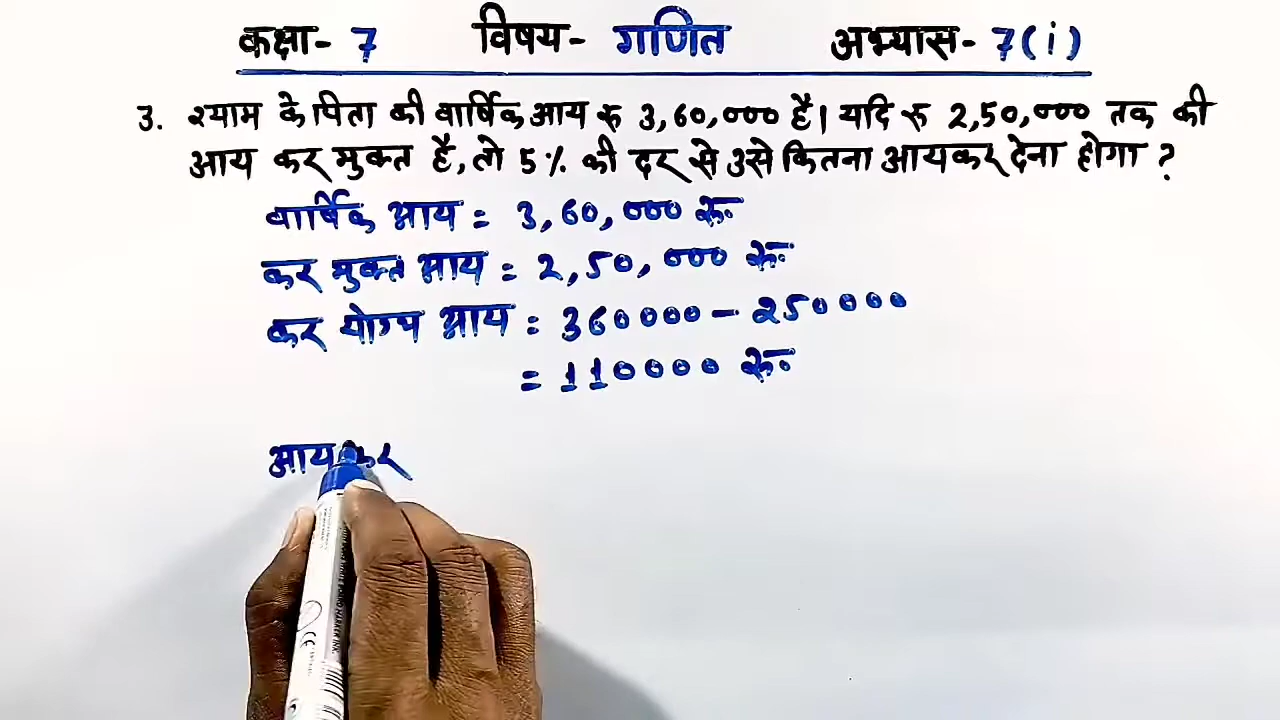 कक्षा- 7 विषय- गणित अभ्यास- 7(i)
3. श्याम के पिता की वार्षिक आय रु 3,60,000 है। यदि रु 2,50,000 तक की
आय कर मुक्त है, तो 5% की दर से उसे कितना आयकर देना होगा ?
वार्षिक आय = 3,60,000 रु.
कर मुक्त आय = 2,50,000 रु.
कर योग्य आय = 360000 - 250000
= 110000 रु.
आयकर